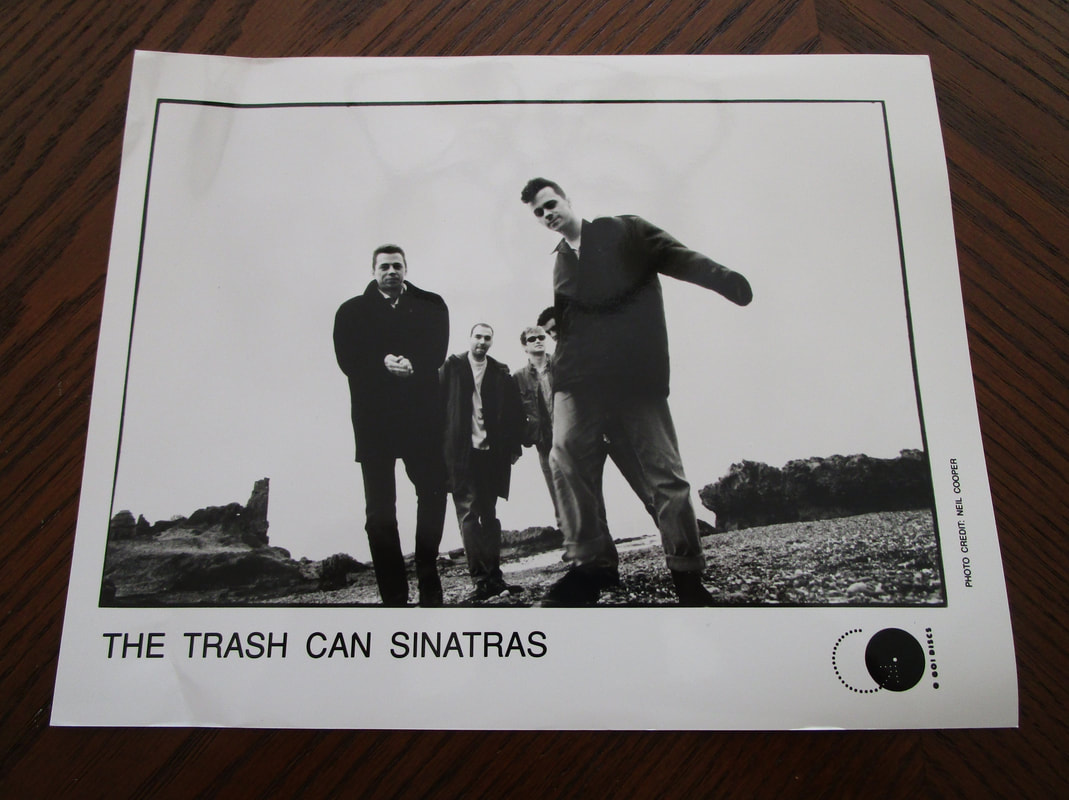 PHOTO CREDIT: NEIL COOPER
THE TRASH CAN SINATRAS
GO! DISCS